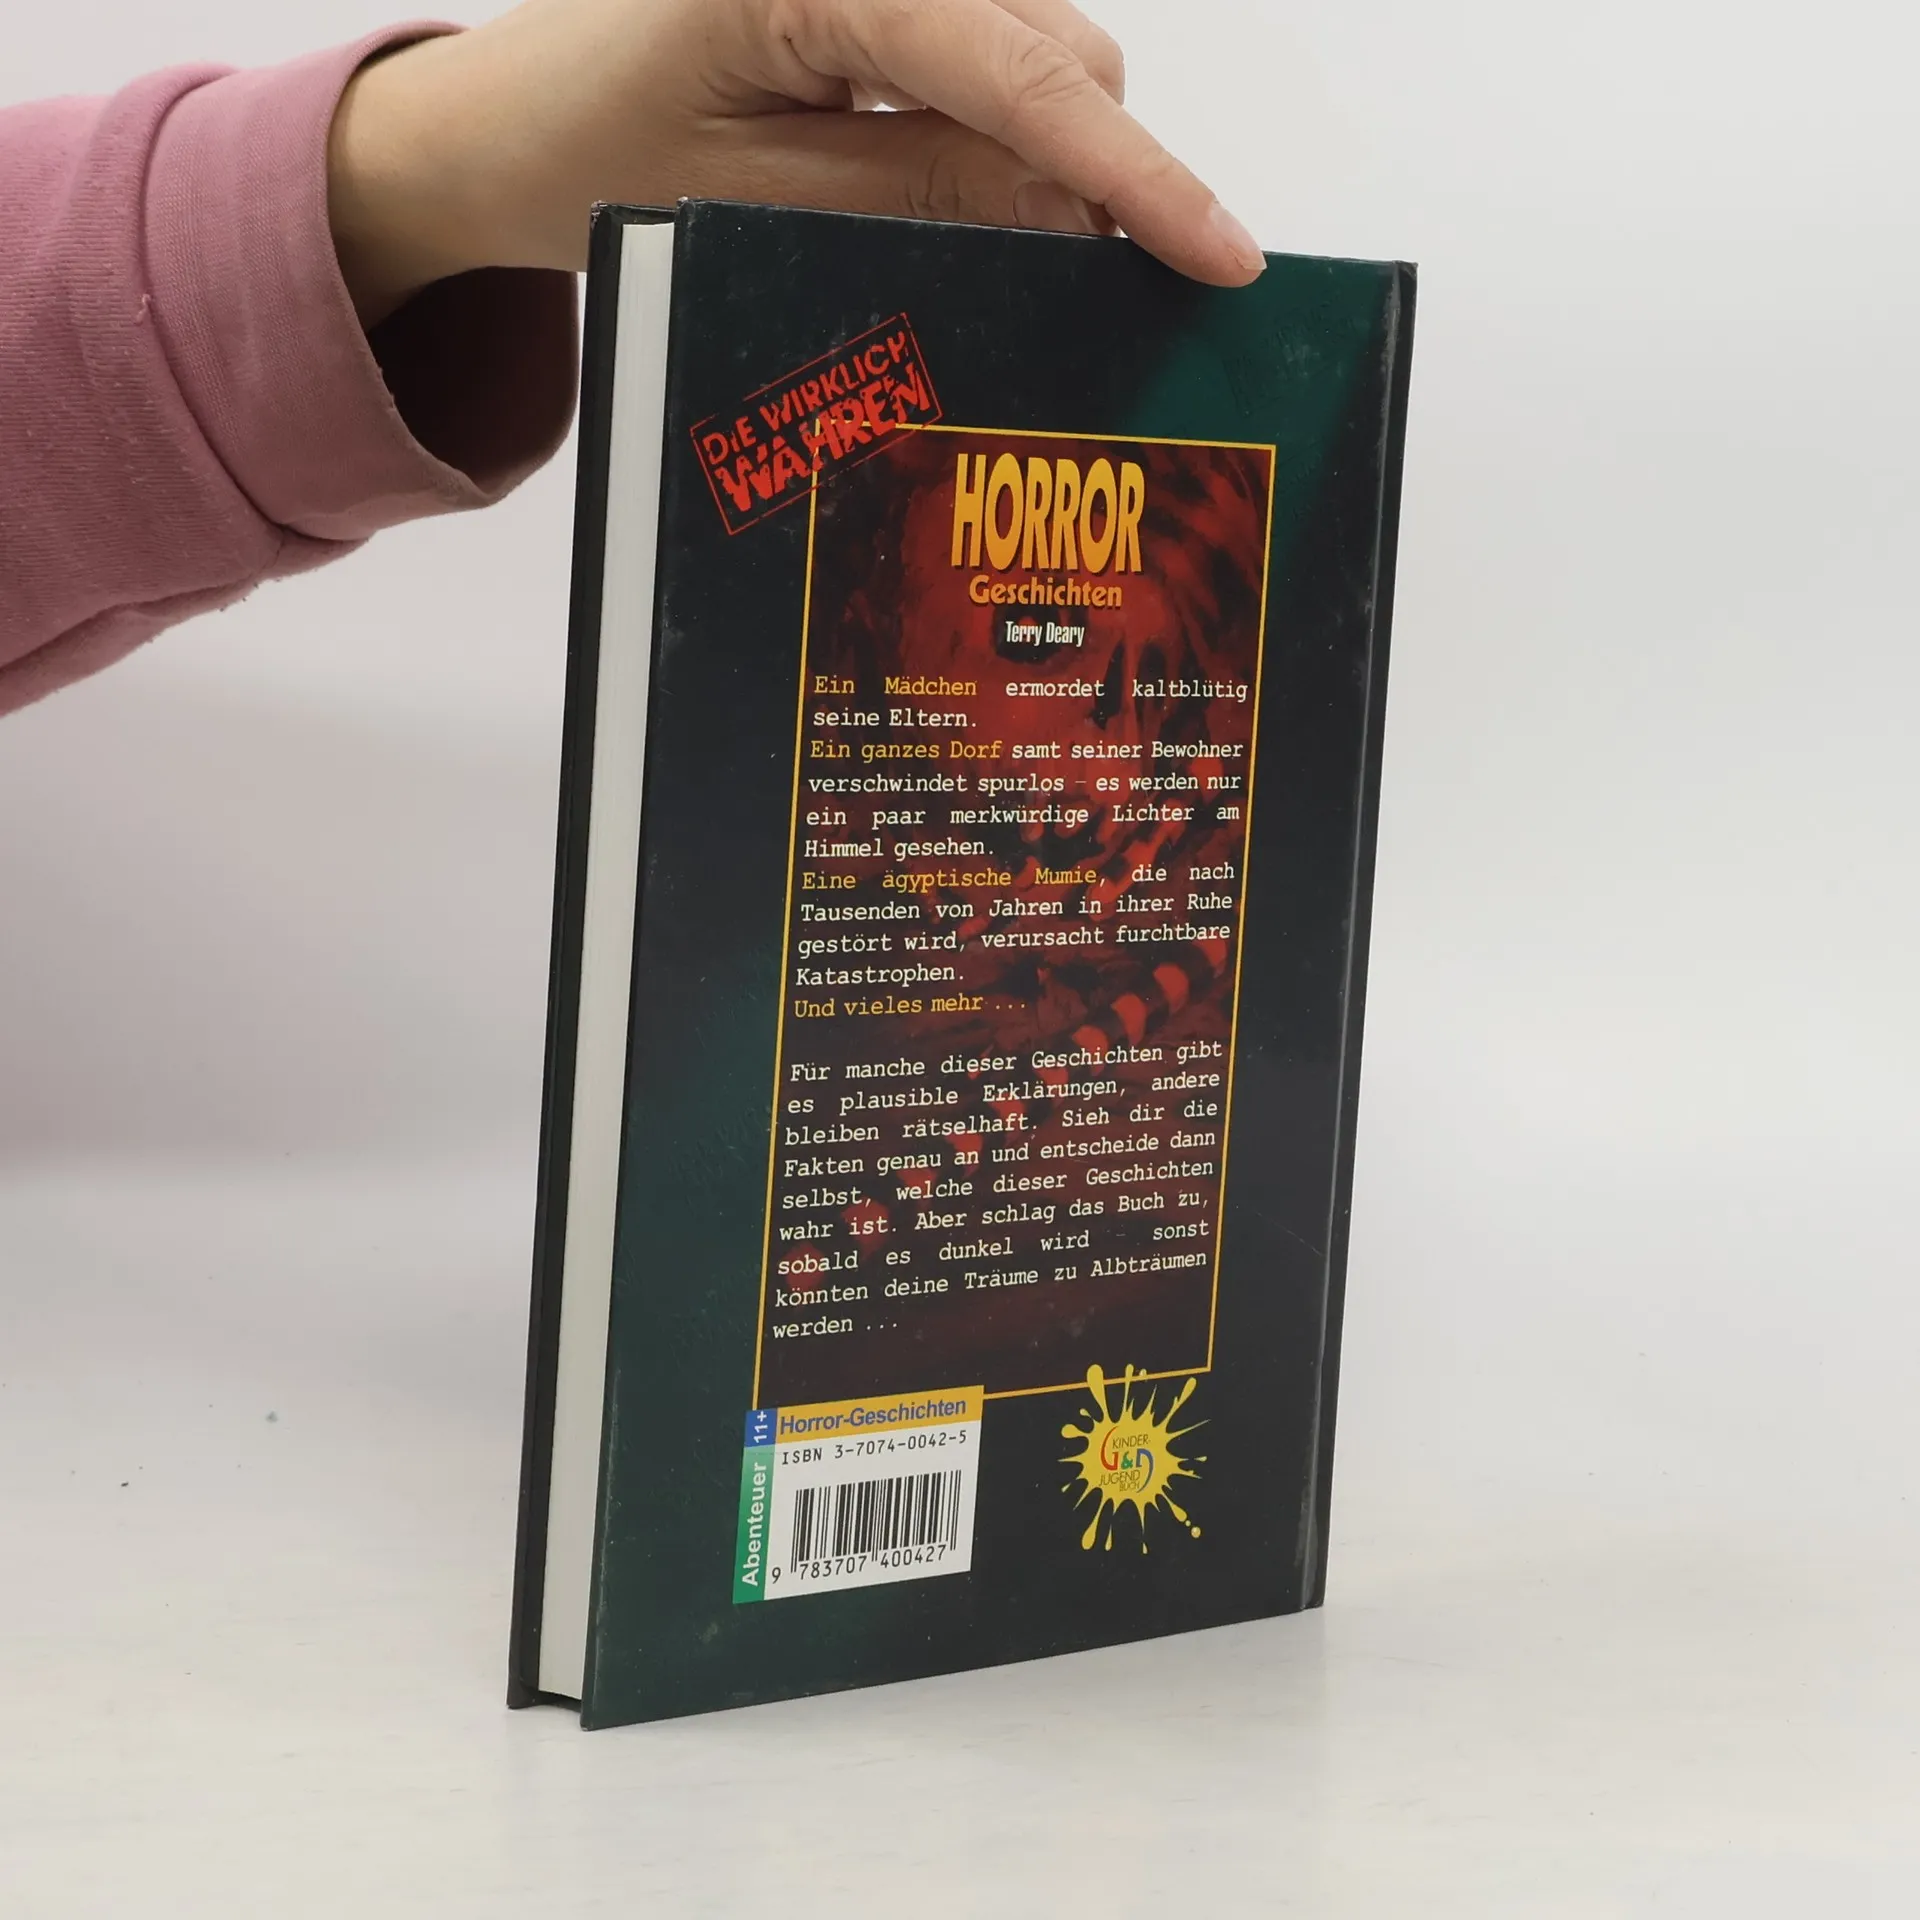 DIE WIRKLICH
WAHREN
HORROR
Geschichten
Terry Deary
Ein Mädchen ermordet kaltblütig
seine Eltern.
Ein ganzes Dorf samt seiner Bewohner
verschwindet spurlos – es werden nur
ein paar merkwürdige Lichter am
Himmel gesehen.
Eine ägyptische Mumie, die nach
Tausenden von Jahren in ihrer Ruhe
gestört wird, verursacht furchtbare
Katastrophen.
Und vieles mehr ...
Für manche dieser Geschichten gibt
es plausible Erklärungen, andere
bleiben rätselhaft. Sieh dir die
Fakten genau an und entscheide dann
selbst, welche dieser Geschichten
wahr ist. Aber schlag das Buch zu,
sobald es dunkel wird – sonst
könnten deine Träume zu Albträumen
werden ...
11+
Horror-Geschichten
Abenteuer
ISBN 3-7074-0042-5
9 783707 400427
KINDER-
G&D
JUGEND
BUCH